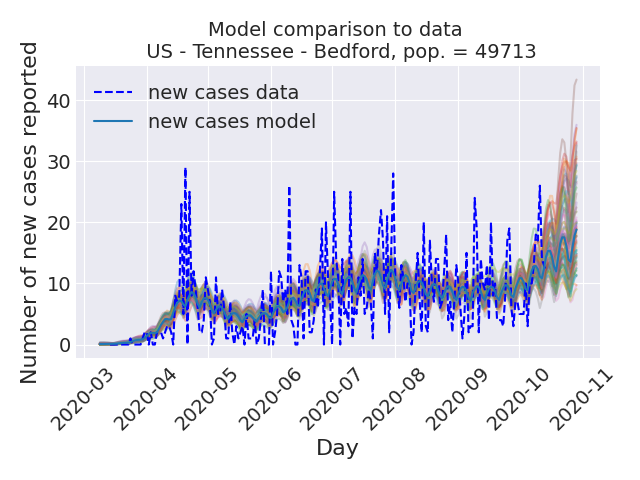 Model comparison to data
US - Tennessee - Bedford, pop. = 49713
Number of new cases reported
40
30
20
10
0
new cases data
new cases model
2020-03
2020-04
2020-05
2020-06
2020-07
2020-08
2020-09
2020-10
2020-11
Day